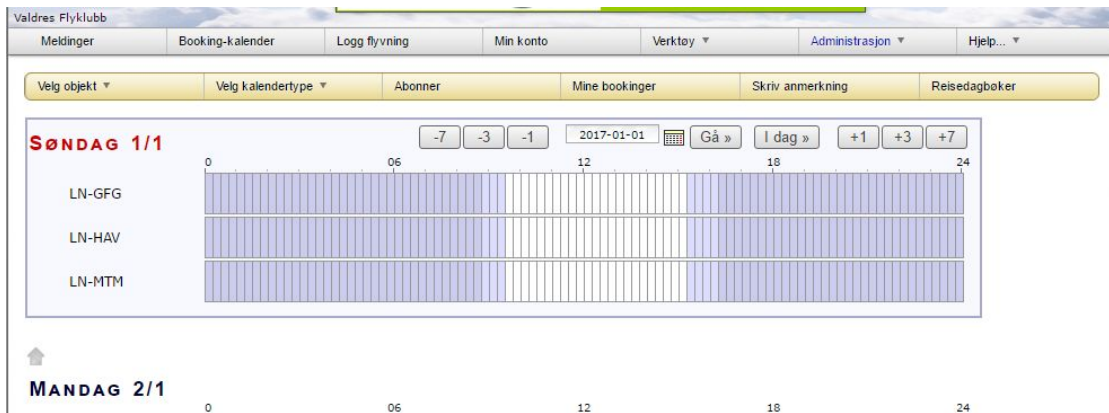 Valdres Flyklubb
Meldinger Booking-kalender Logg flyvning Min konto Verktøy ▼ Administrasjon ▼ Hjelp... ▼
Velg objekt ▼ Velg kalendertype ▼ Abonner Mine bookinger Skriv anmerkning Reisedagbøker
SØNDAG 1/1 -7 -3 -1 2017-01-01 Gå » I dag » +1 +3 +7
0 06 12 18 24
LN-GFG
LN-HAV
LN-MTM
MANDAG 2/1
0 06 12 18 24